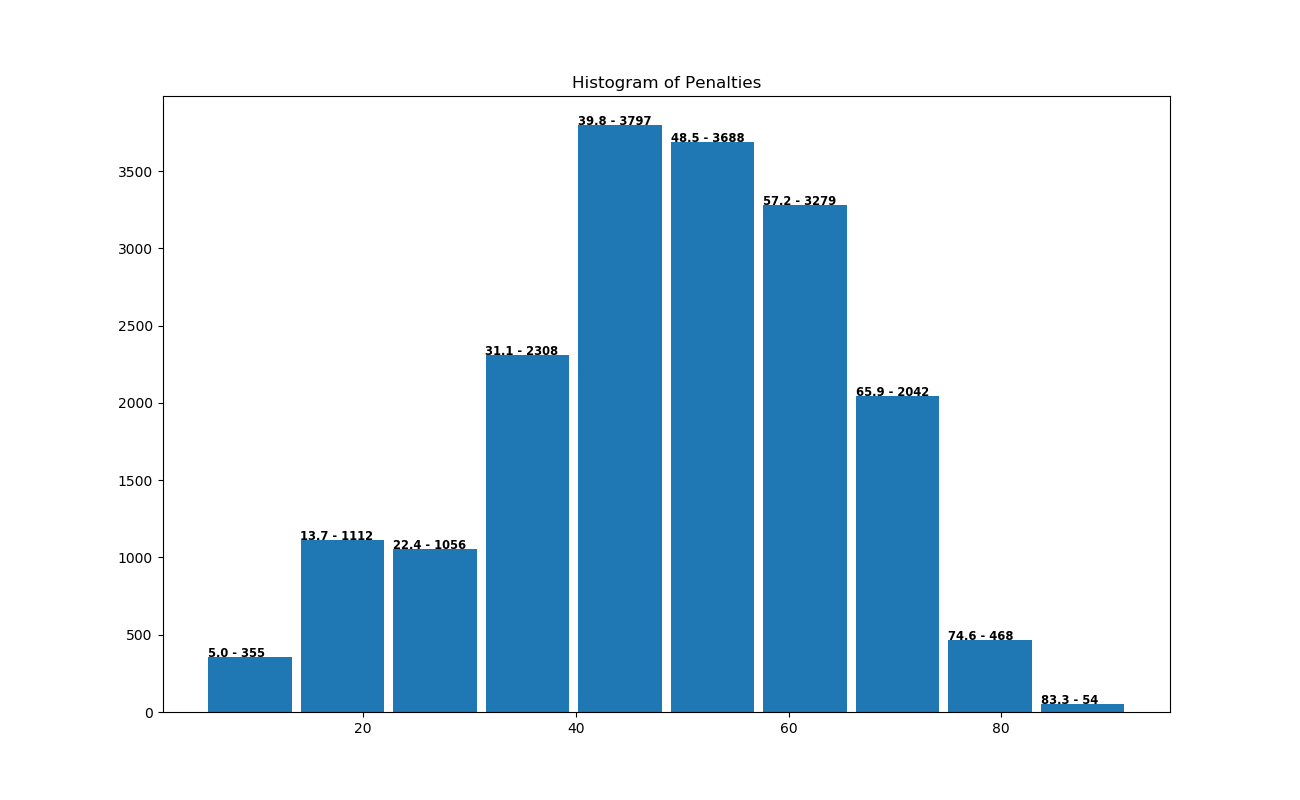 Histogram of Penalties
39.8 - 3797
48.5 - 3688
3500
57.2 - 3279
3000
2500
31.1 - 2308
2000
65.9 - 2042
1500
13.7 - 1112
22.4 - 1056
1000
500
74.6 - 468
5.0 - 355
83.3 - 54
0
20 40 60 80